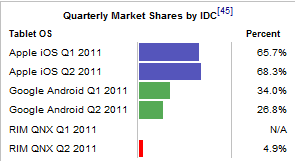 Quarterly Market Shares by IDC[45]
Tablet OS Percent
Apple iOS Q1 2011 65.7%
Apple iOS Q2 2011 68.3%
Google Android Q1 2011 34.0%
Google Android Q2 2011 26.8%
RIM QNX Q1 2011 N/A
RIM QNX Q2 2011 4.9%